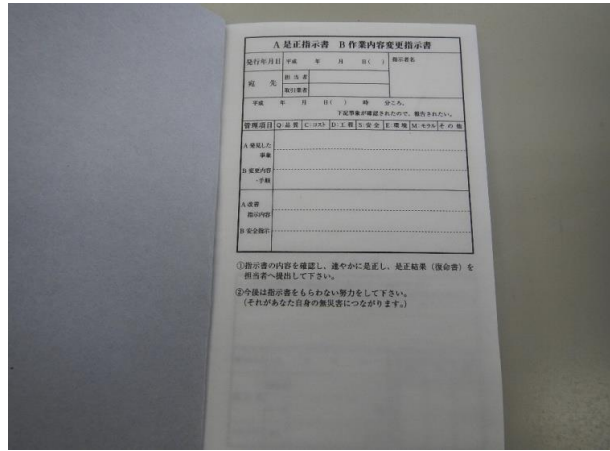 A 是正指示書 B 作業内容変更指示書
発行年月日 平成 年 月 日( ) 指示者名
宛 先 担 当 者
取引業者
平成 年 月 日( ) 時 分ごろ、
下記事象が確認されたので、報告されたい。
管理項目 Q:品 質 C:コスト D:工 期 S:安 全 E:環 境 M:モラル そ の 他
A 発見した
事象
B 変更内容
・手順
A 改善
指示内容
B 安全指示
①指示書の内容を確認し、速やかに是正し、是正結果(復命書)を
担当者へ提出して下さい。
②今後は指示書をもらわない努力をして下さい。
(それがあなた自身の無災害につながります。)